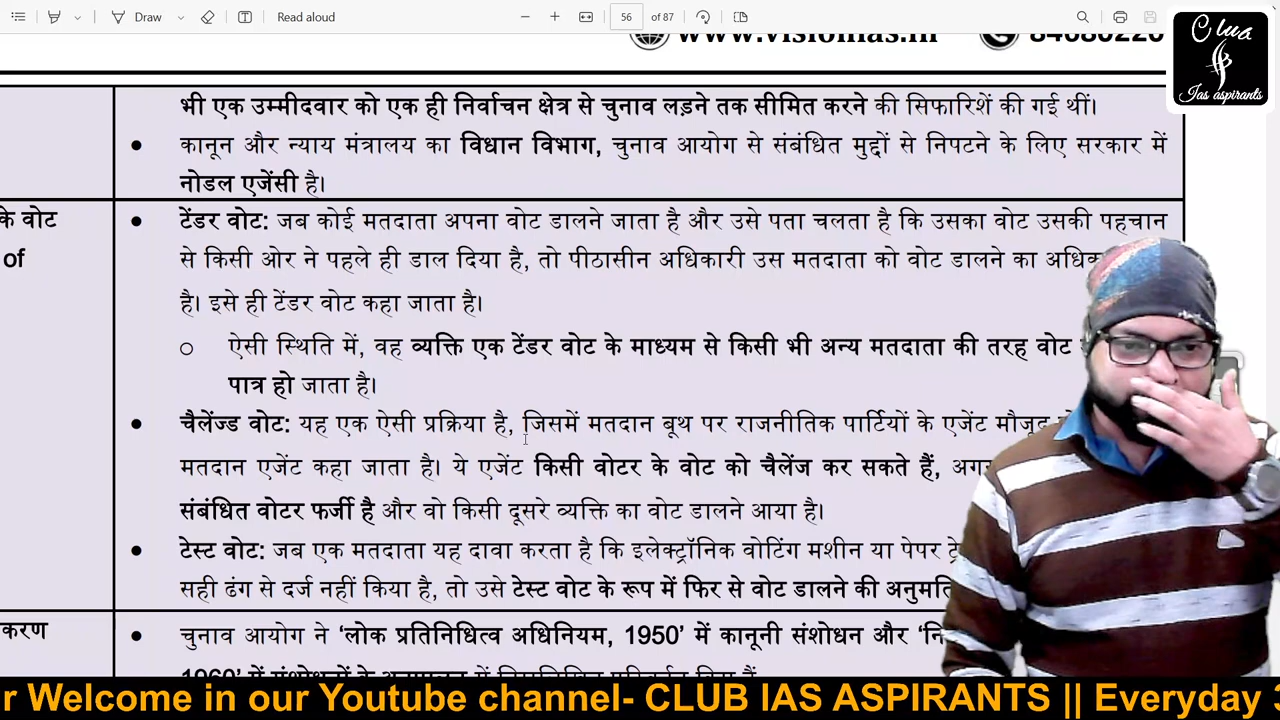 Draw
Read aloud
56
of 87
www.visionias.in
Clua
Ias aspirants
भी एक उम्मीदवार को एक ही निर्वाचन क्षेत्र से चुनाव लड़ने तक सीमित करने की सिफारिशें की गई थीं।
कानून और न्याय मंत्रालय का विधान विभाग, चुनाव आयोग से संबंधित मुद्दों से निपटने के लिए सरकार में
नोडल एजेंसी है।
के वोट
of
टेंडर वोट: जब कोई मतदाता अपना वोट डालने जाता है और उसे पता चलता है कि उसका वोट उसकी पहचान
से किसी ओर ने पहले ही डाल दिया है, तो पीठासीन अधिकारी उस मतदाता को वोट डालने का
है। इसे ही टेंडर वोट कहा जाता है।
ऐसी स्थिति में, वह व्यक्ति एक टेंडर वोट के माध्यम से किसी भी अन्य मतदाता की तरह वोट
पात्र हो जाता है।
चैलेंज्ड वोट: यह एक ऐसी प्रक्रिया है, जिसमें मतदान बूथ पर राजनीतिक पार्टियों के एजेंट मौजूद
मतदान एजेंट कहा जाता है। ये एजेंट किसी वोटर के वोट को चैलेंज कर सकते हैं,
संबंधित वोटर फर्जी है और वो किसी दूसरे व्यक्ति का वोट डालने आया है।
टेस्ट वोट: जब एक मतदाता यह दावा करता है कि इलेक्ट्रॉनिक वोटिंग मशीन या पेपर
सही ढंग से दर्ज नहीं किया है, तो उसे टेस्ट वोट के रूप में फिर से वोट डालने की
करण
चुनाव आयोग ने 'लोक प्रतिनिधित्व अधिनियम, 1950' में कानूनी संशोधन और
r Welcome in our Youtube channel- CLUB IAS ASPIRANTS || Everyday